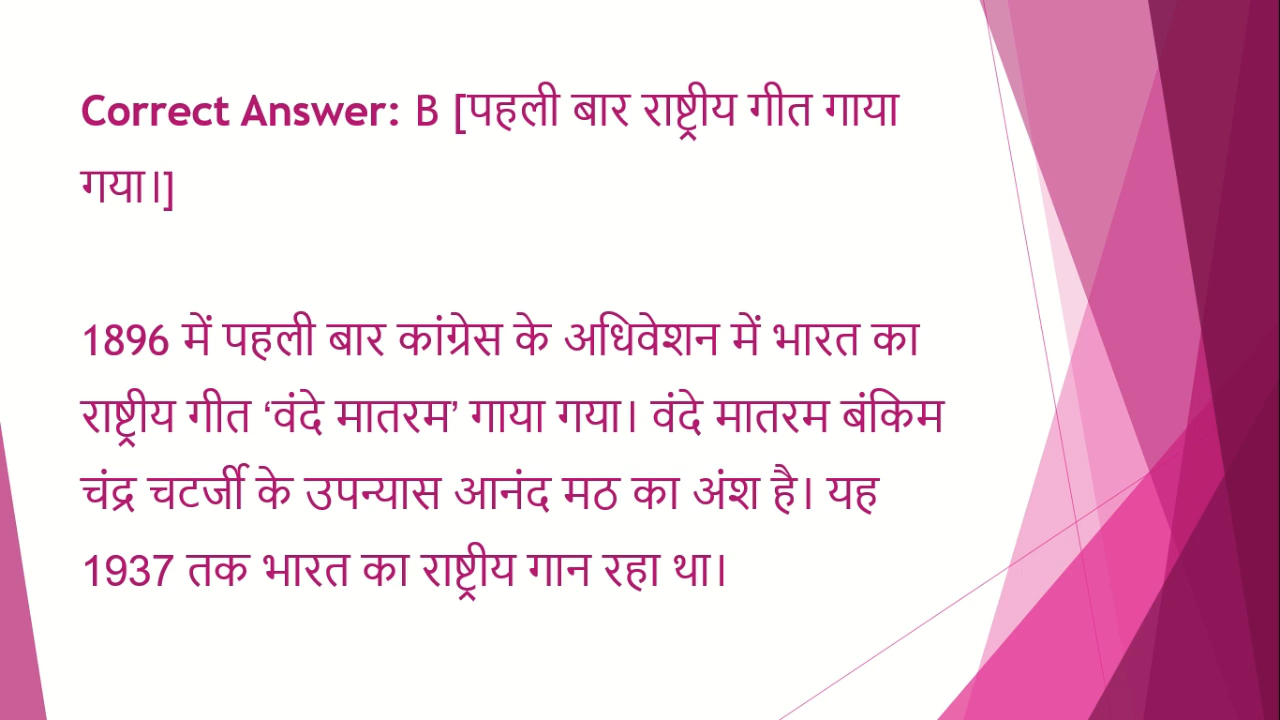 Correct Answer: B [पहली बार राष्ट्रीय गीत गाया
गया।]
1896 में पहली बार कांग्रेस के अधिवेशन में भारत का
राष्ट्रीय गीत ‘वंदे मातरम’ गाया गया। वंदे मातरम बंकिम
चंद्र चटर्जी के उपन्यास आनंद मठ का अंश है। यह
1937 तक भारत का राष्ट्रीय गान रहा था।